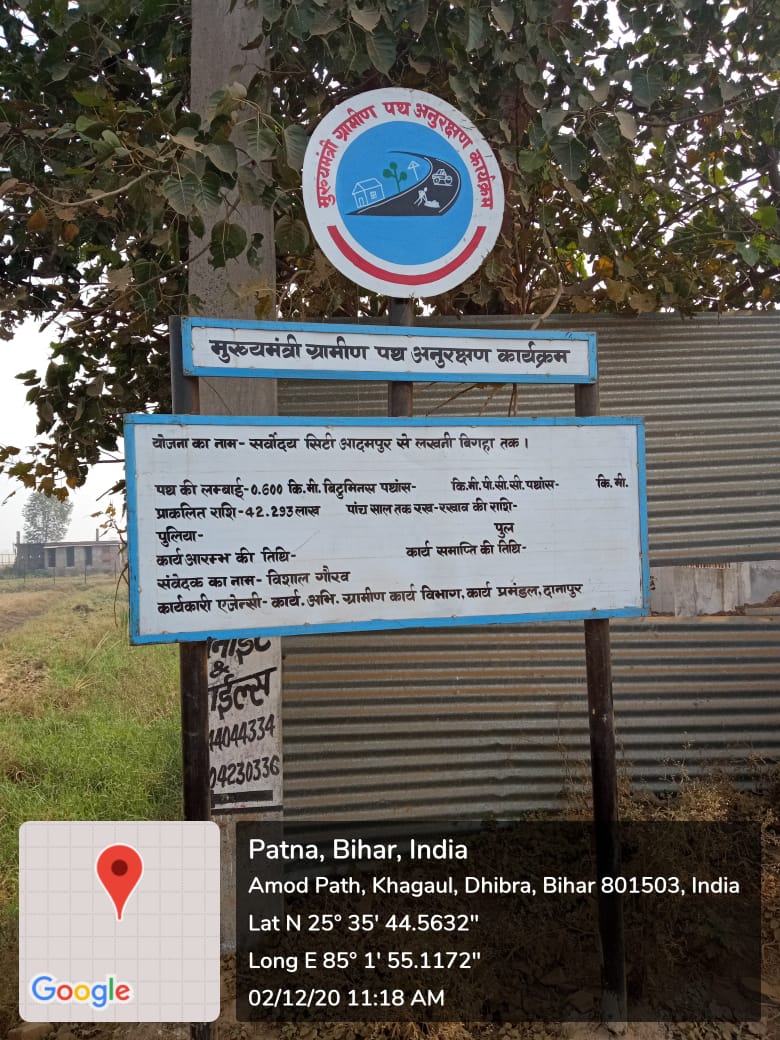 मुख्यमंत्री ग्रामीण पथ अनुरक्षण कार्यक्रम
मुख्यमंत्री ग्रामीण पथ अनुरक्षण कार्यक्रम
योजना का नाम- सर्वोदय सिटी आदमपुर से लखनी बिगहा तक।
पथ की लम्बाई-0.600 कि.मी. बिटुमिनस पथांस- कि.मी.पी.सी.सी. पथांस- कि.मी.
प्राकलित राशि-42.293लाख पांच साल तक रख-रखाव की राशि-
पुलिया- पुल
कार्य आरम्भ की तिथि- कार्य समाप्ति की तिथि-
संवेदक का नाम- विशाल गौरव
कार्यकारी एजेन्सी- कार्य. अभि. ग्रामीण कार्य विभाग, कार्य प्रमंडल, दानापुर
&
44044334
04230336
Patna, Bihar, India
Amod Path, Khagaul, Dhibra, Bihar 801503, India
Lat N 25° 35' 44.5632"
Long E 85° 1' 55.1172"
02/12/20 11:18 AM
Google